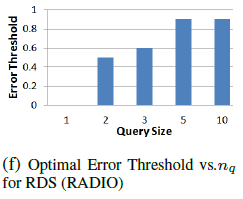 1
0.8
0.6
0.4
0.2
0
Error Threshold
1 2 3 5 10
Query Size
(f) Optimal Error Threshold vs.n_q
for RDS (RADIO)